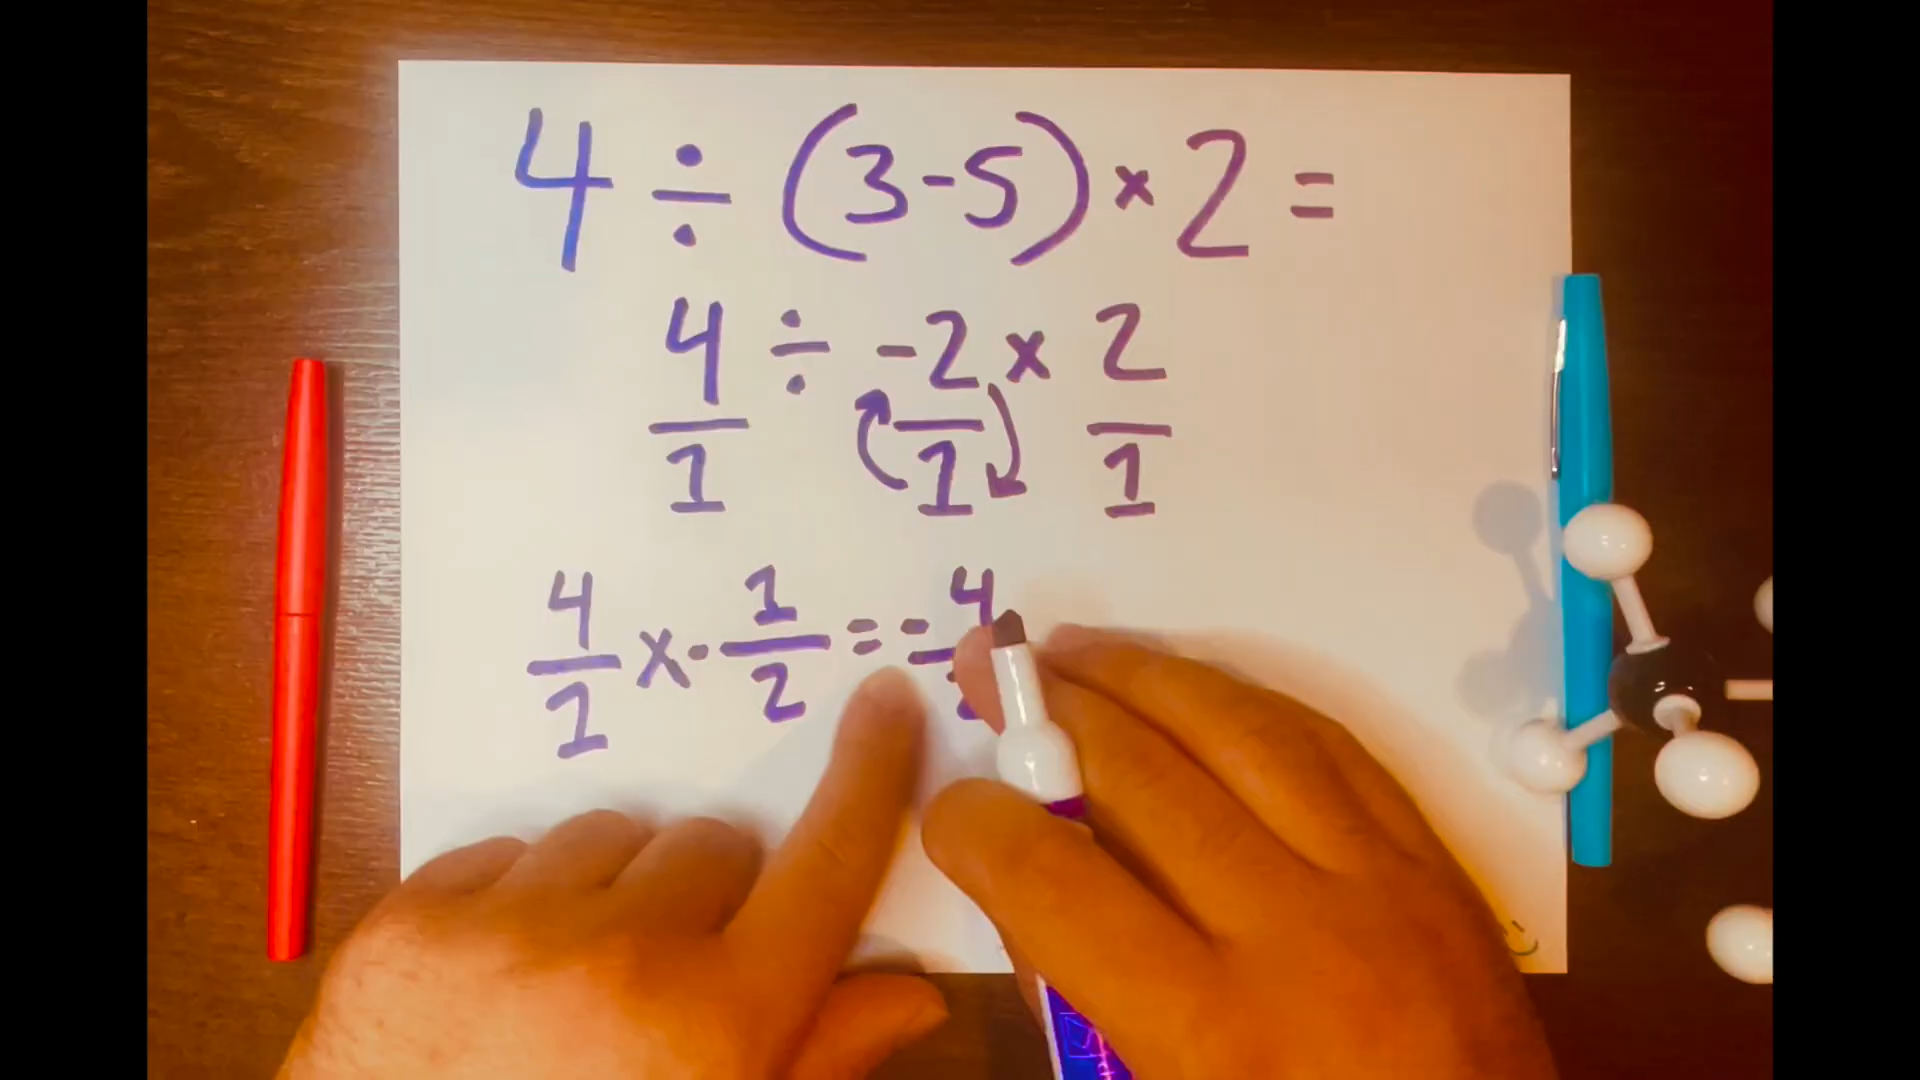 4 ÷ (3-5) × 2 =
4/1 ÷ -2/1 × 2/1
4/1 × -1/2 = -4/